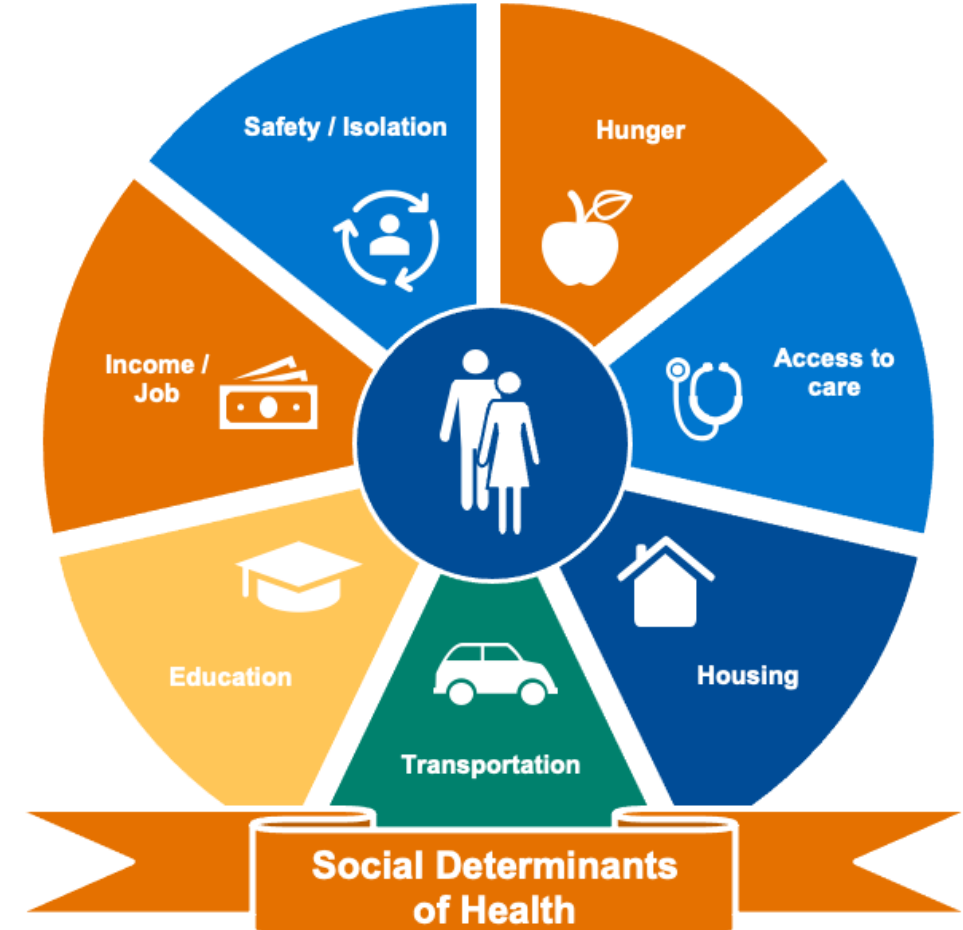 Safety / Isolation
Hunger
Income /
Job
Access to
care
Education
Housing
Transportation
Social Determinants
of Health